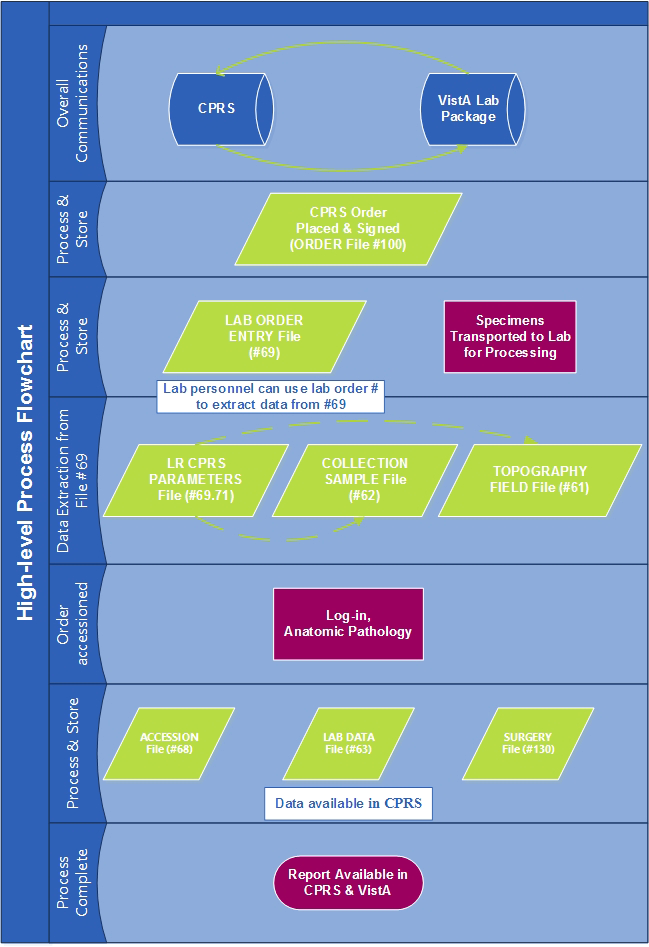 High-level Process Flowchart
Overall
Communications
CPRS
VistA Lab
Package
Process &
Store
CPRS Order
Placed & Signed
(ORDER File #100)
Process &
Store
LAB ORDER
ENTRY File
(#69)
Specimens
Transported to Lab
for Processing
Lab personnel can use lab order #
to extract data from #69
Data Extraction from
File #69
LR CPRS
PARAMETERS
File (#69.71)
COLLECTION
SAMPLE File
(#62)
TOPOGRAPHY
FIELD File (#61)
Order
accessioned
Log-in,
Anatomic Pathology
Process & Store
ACCESSION
File (#68)
LAB DATA
File (#63)
SURGERY
File (#130)
Data available in CPRS
Process
Complete
Report Available in
CPRS & VistA